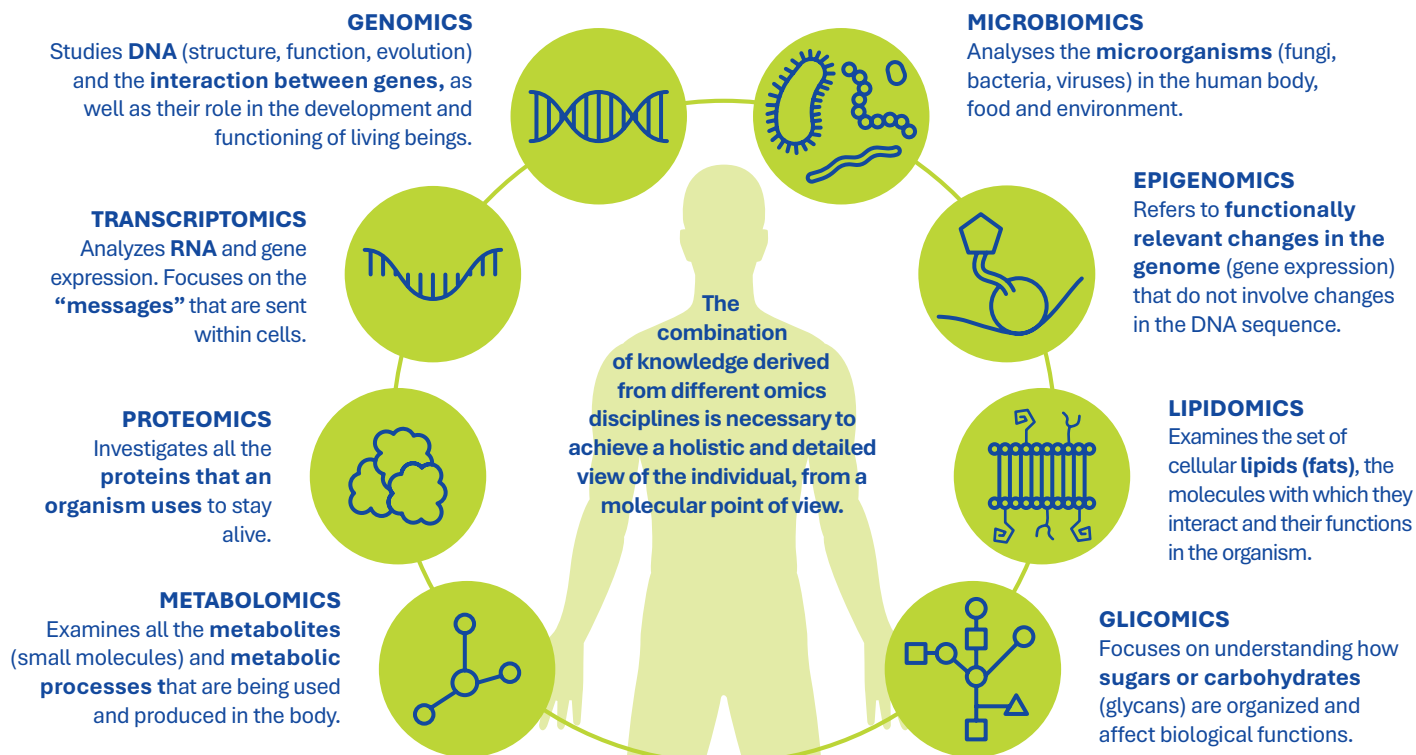 GENOMICS
Studies DNA (structure, function, evolution)
and the interaction between genes, as
well as their role in the development and
functioning of living beings.
MICROBIOMICS
Analyses the microorganisms (fungi,
bacteria, viruses) in the human body,
food and environment.
TRANSCRIPTOMICS
Analyzes RNA and gene
expression. Focuses on the
“messages” that are sent
within cells.
EPIGENOMICS
Refers to functionally
relevant changes in the
genome (gene expression)
that do not involve changes
in the DNA sequence.
The
combination
of knowledge derived
from different omics
disciplines is necessary to
achieve a holistic and detailed
view of the individual, from a
molecular point of view.
PROTEOMICS
Investigates all the
proteins that an
organism uses to stay
alive.
LIPIDOMICS
Examines the set of
cellular lipids (fats), the
molecules with which they
interact and their functions
in the organism.
METABOLOMICS
Examines all the metabolites
(small molecules) and metabolic
processes that are being used
and produced in the body.
GLICOMICS
Focuses on understanding how
sugars or carbohydrates
(glycans) are organized and
affect biological functions.